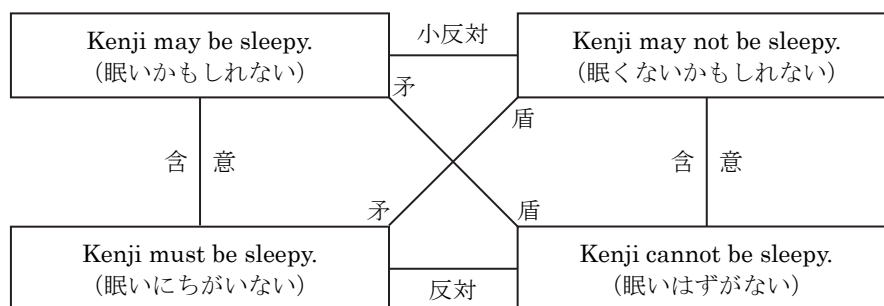 Kenji may be sleepy.
(眠いかもしれない)
小反対
Kenji may not be sleepy.
(眠くないかもしれない)
矛
盾
含 意
含 意
矛
盾
Kenji must be sleepy.
(眠いにちがいない)
反対
Kenji cannot be sleepy.
(眠いはずがない)